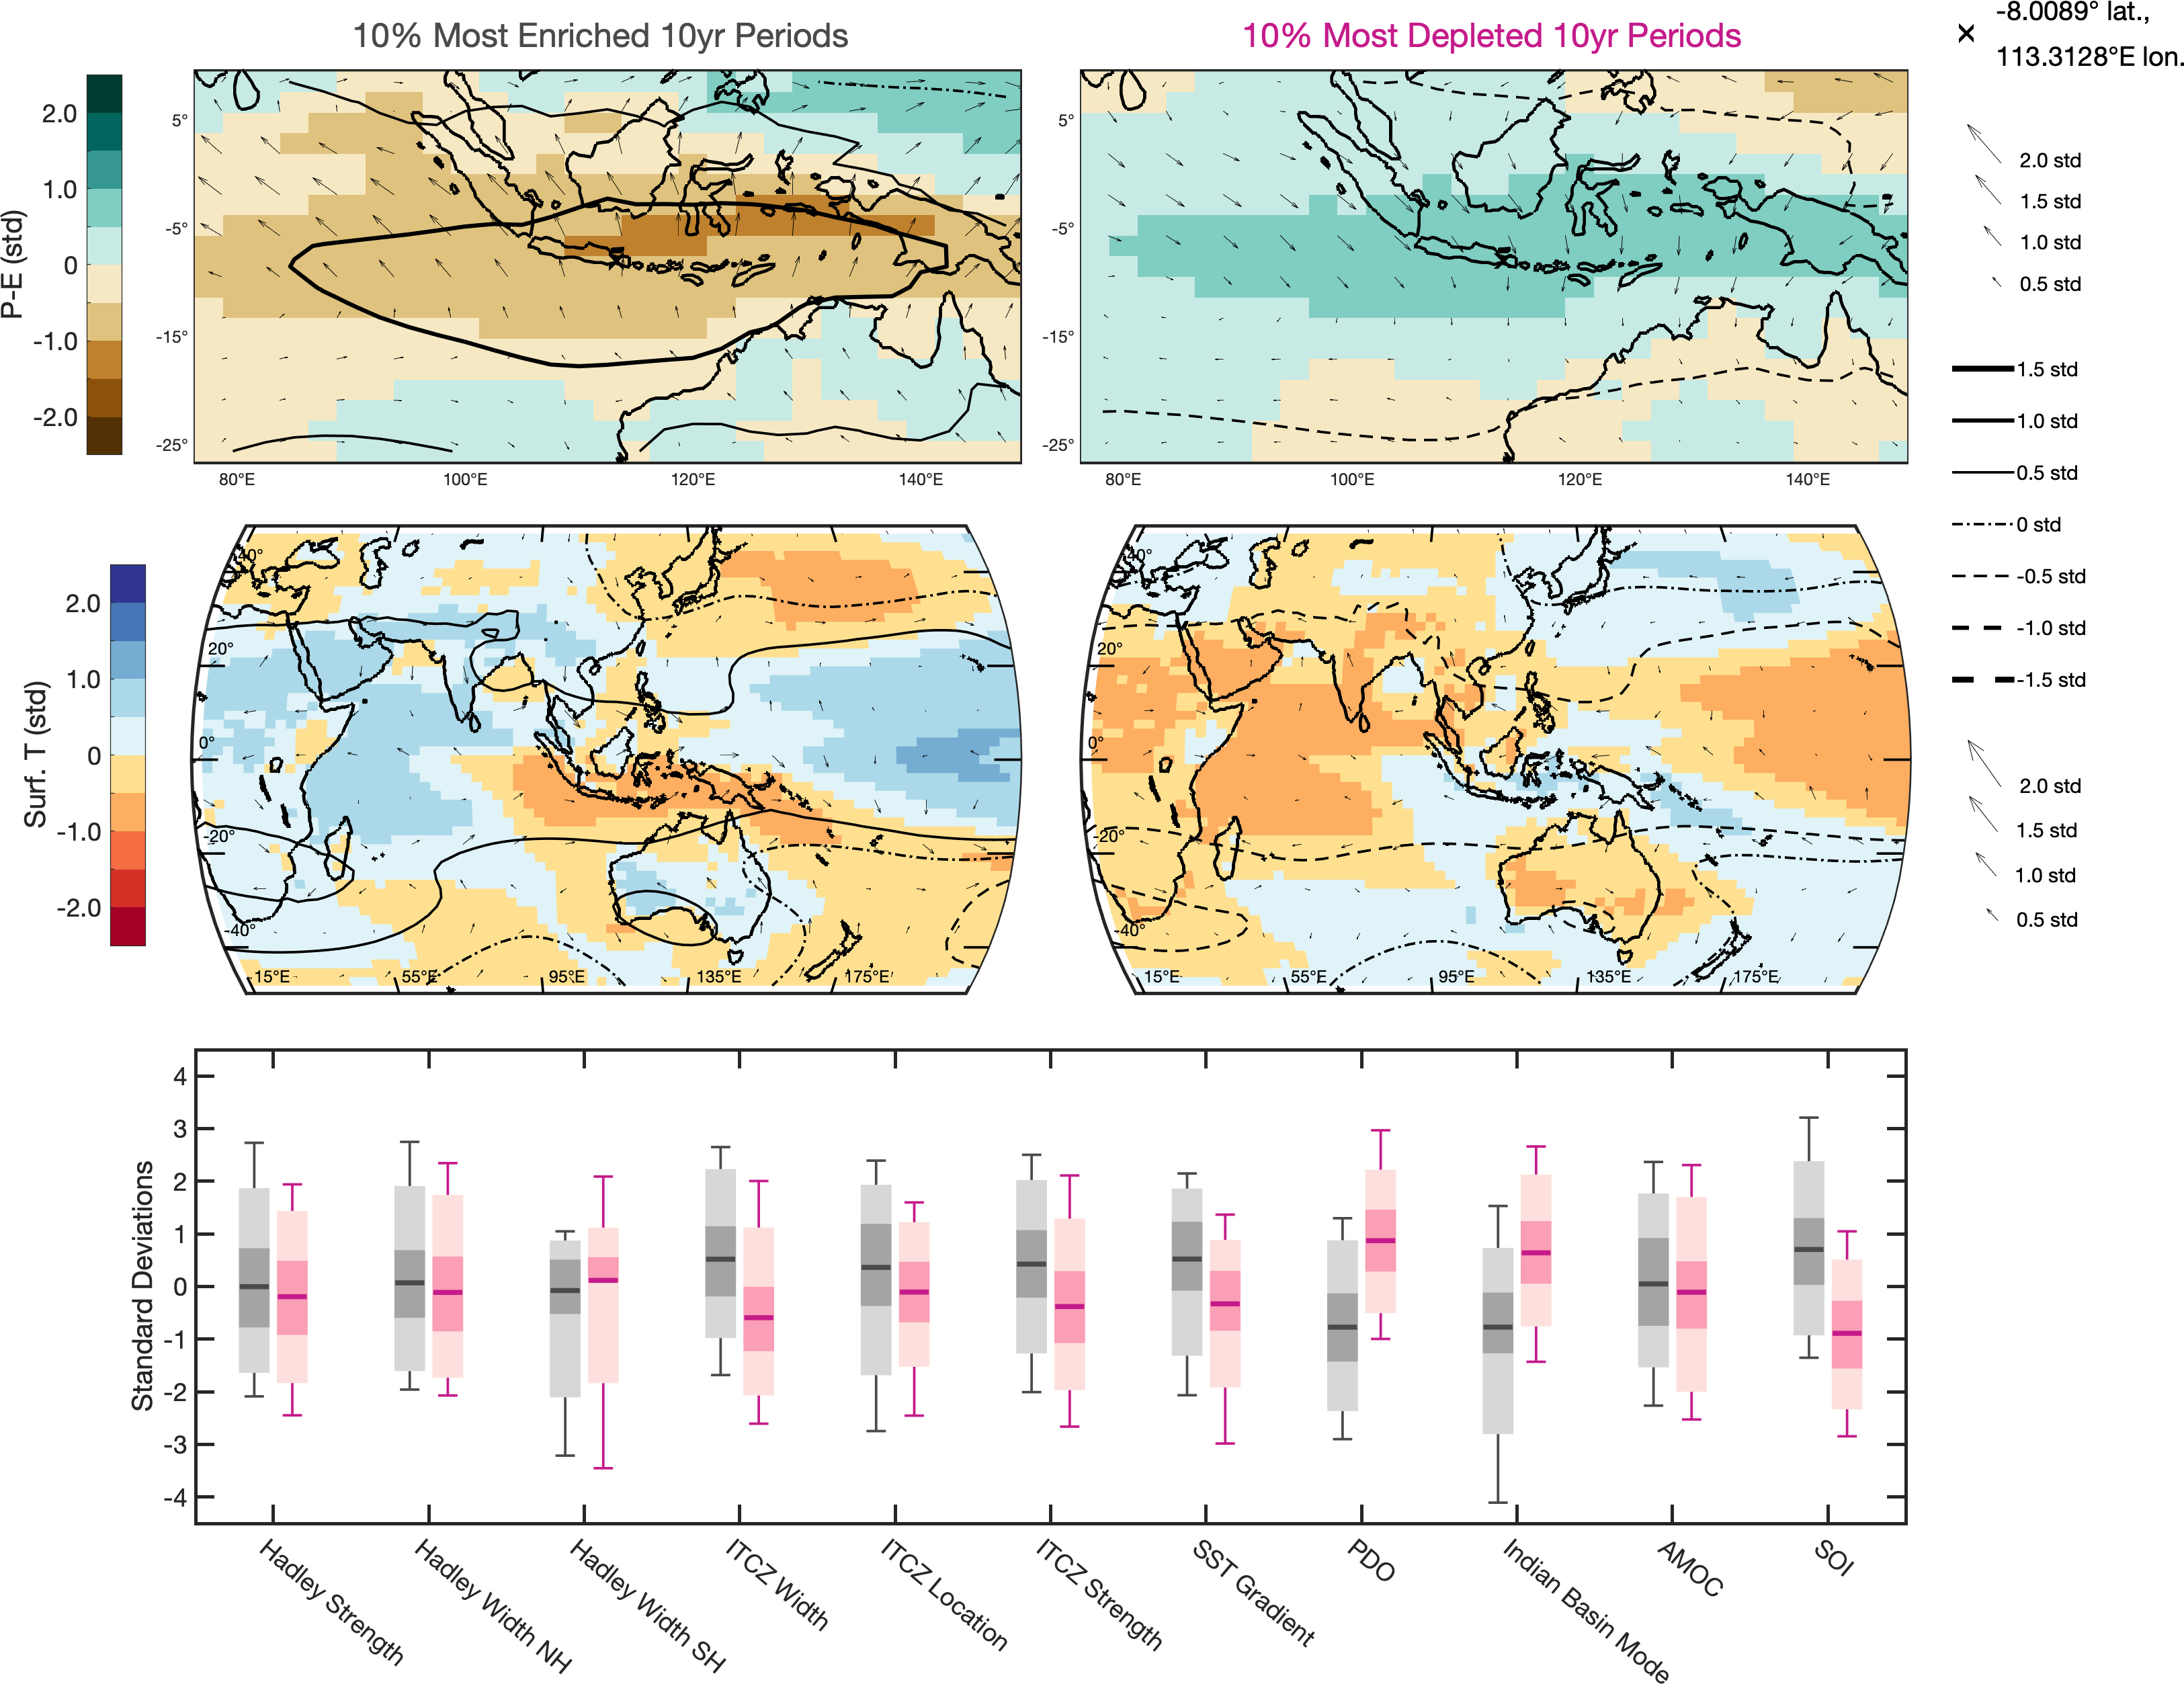 10% Most Enriched 10yr Periods
10% Most Depleted 10yr Periods
-8.0089° lat.,
113.3128°E lon.
P-E (std)
2.0
1.0
0
-1.0
-2.0
5°
-5°
-15°
-25°
80°E
100°E
120°E
140°E
5°
-5°
-15°
-25°
80°E
100°E
120°E
140°E
2.0 std
1.5 std
1.0 std
0.5 std
1.5 std
1.0 std
0.5 std
0 std
-0.5 std
-1.0 std
-1.5 std
2.0 std
1.5 std
1.0 std
0.5 std
Surf. T (std)
2.0
1.0
0
-1.0
-2.0
40°
20°
0°
-20°
-40°
15°E
55°E
95°E
135°E
175°E
40°
20°
0°
-20°
-40°
15°E
55°E
95°E
135°E
175°E
Standard Deviations
4
3
2
1
0
-1
-2
-3
-4
Hadley Strength
Hadley Width NH
Hadley Width SH
ITCZ Width
ITCZ Location
ITCZ Strength
SST Gradient
PDO
Indian Basin Mode
AMOC
SOI